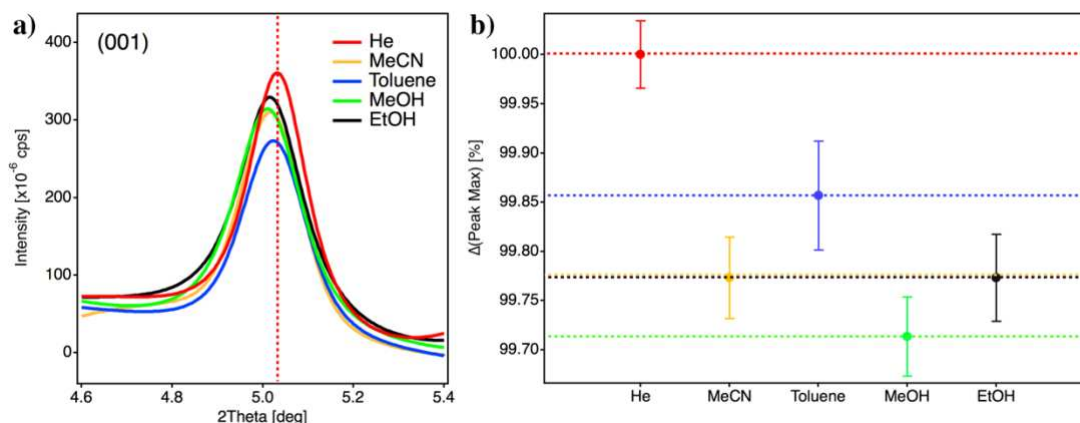 a)
(001)
He
MeCN
Toluene
MeOH
EtOH
400
300
200
100
0
Intensity [x10⁻⁶ cps]
4.6 4.8 5.0 5.2 5.4
2Theta [deg]
b)
100.00
99.95
99.90
99.85
99.80
99.75
99.70
Δ(Peak Max) [%]
He MeCN Toluene MeOH EtOH